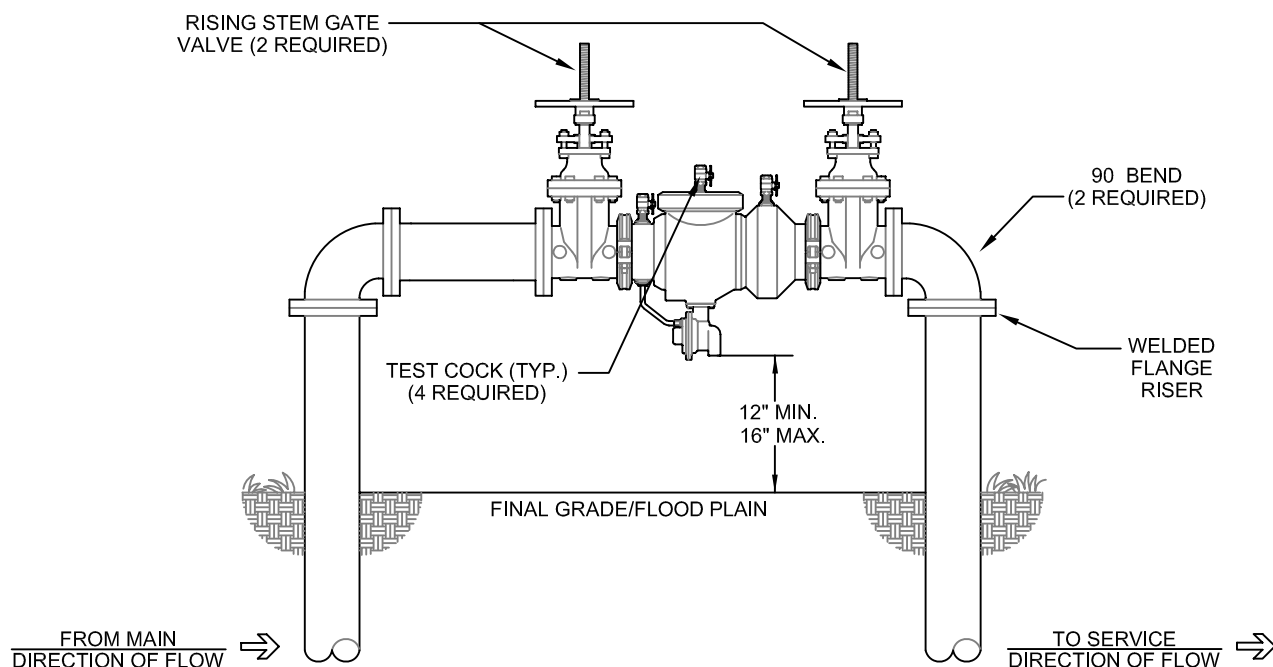 RISING STEM GATE
VALVE (2 REQUIRED)
90 BEND
(2 REQUIRED)
WELDED
FLANGE
RISER
TEST COCK (TYP.)
(4 REQUIRED)
12" MIN.
16" MAX.
FINAL GRADE/FLOOD PLAIN
FROM MAIN
DIRECTION OF FLOW
TO SERVICE
DIRECTION OF FLOW